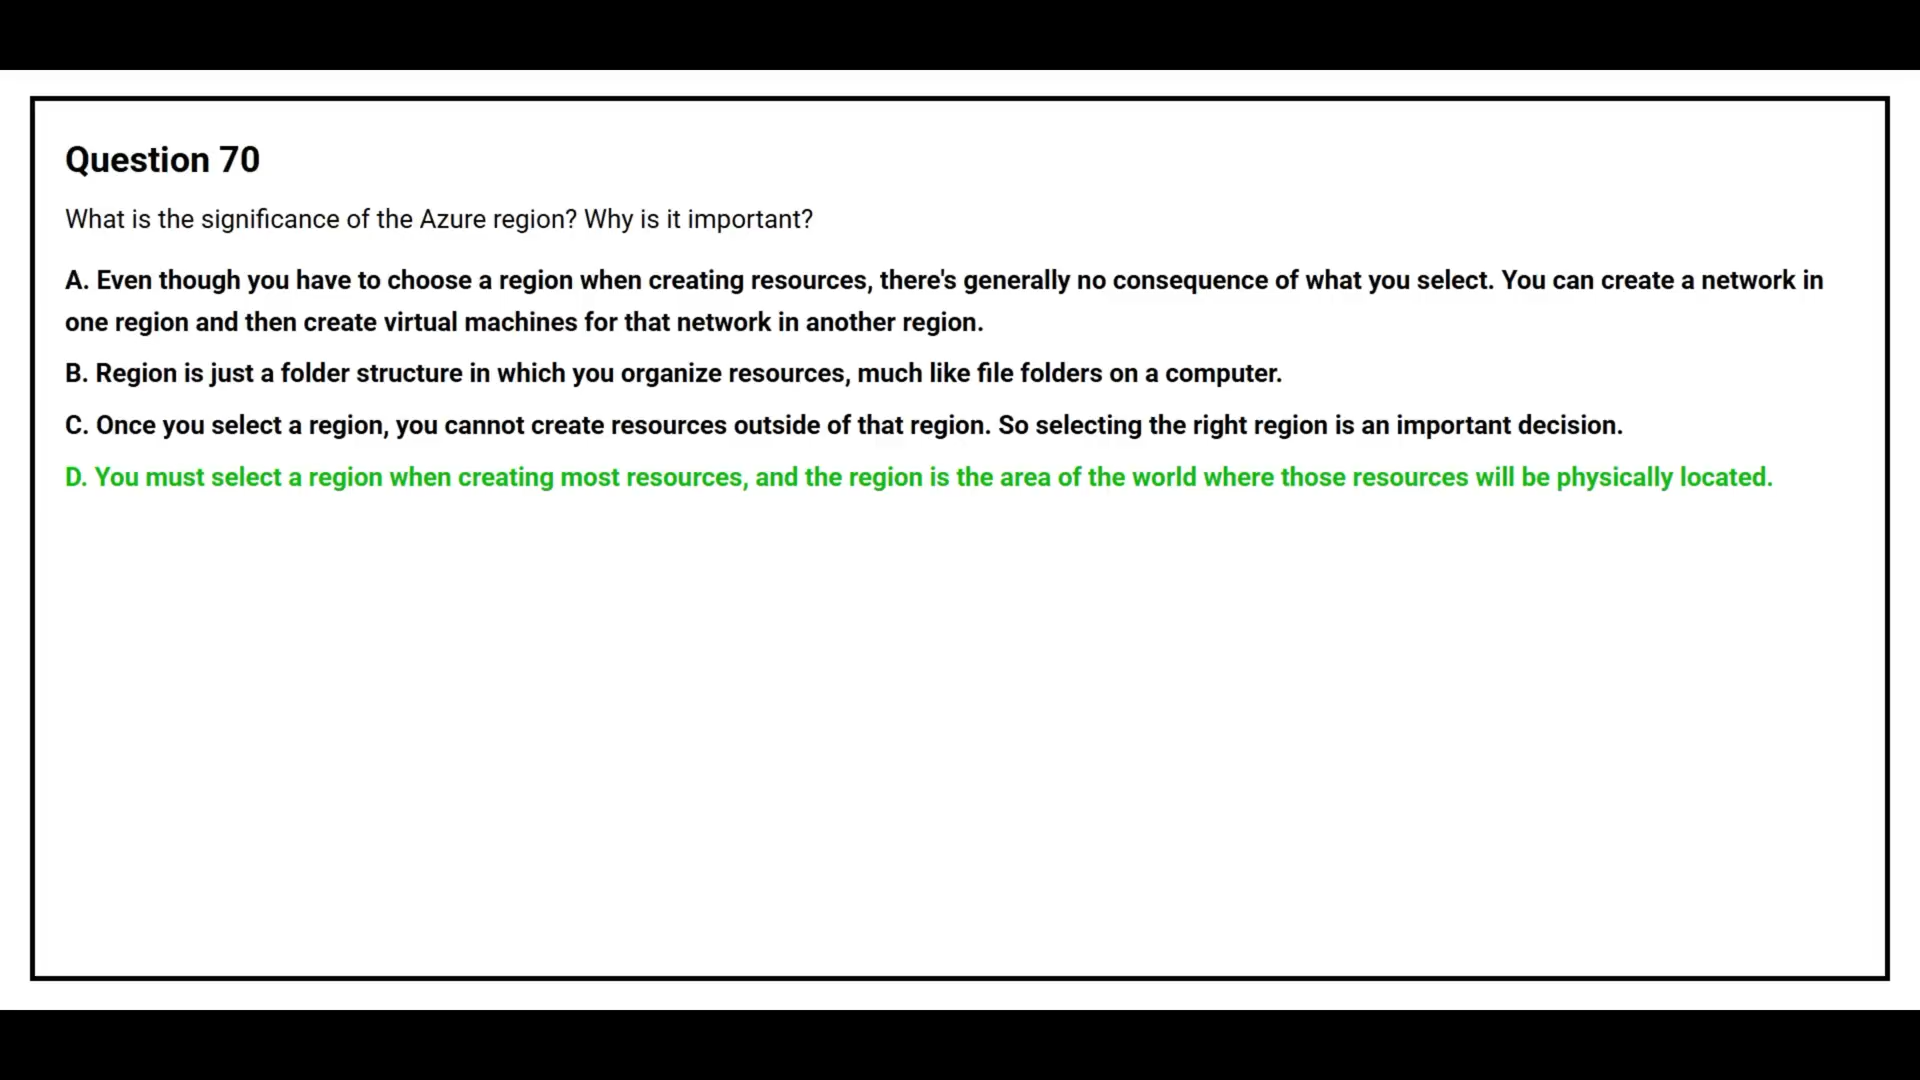 Question 70
What is the significance of the Azure region? Why is it important?
A. Even though you have to choose a region when creating resources, there's generally no consequence of what you select. You can create a network in
one region and then create virtual machines for that network in another region.
B. Region is just a folder structure in which you organize resources, much like file folders on a computer.
C. Once you select a region, you cannot create resources outside of that region. So selecting the right region is an important decision.
D. You must select a region when creating most resources, and the region is the area of the world where those resources will be physically located.